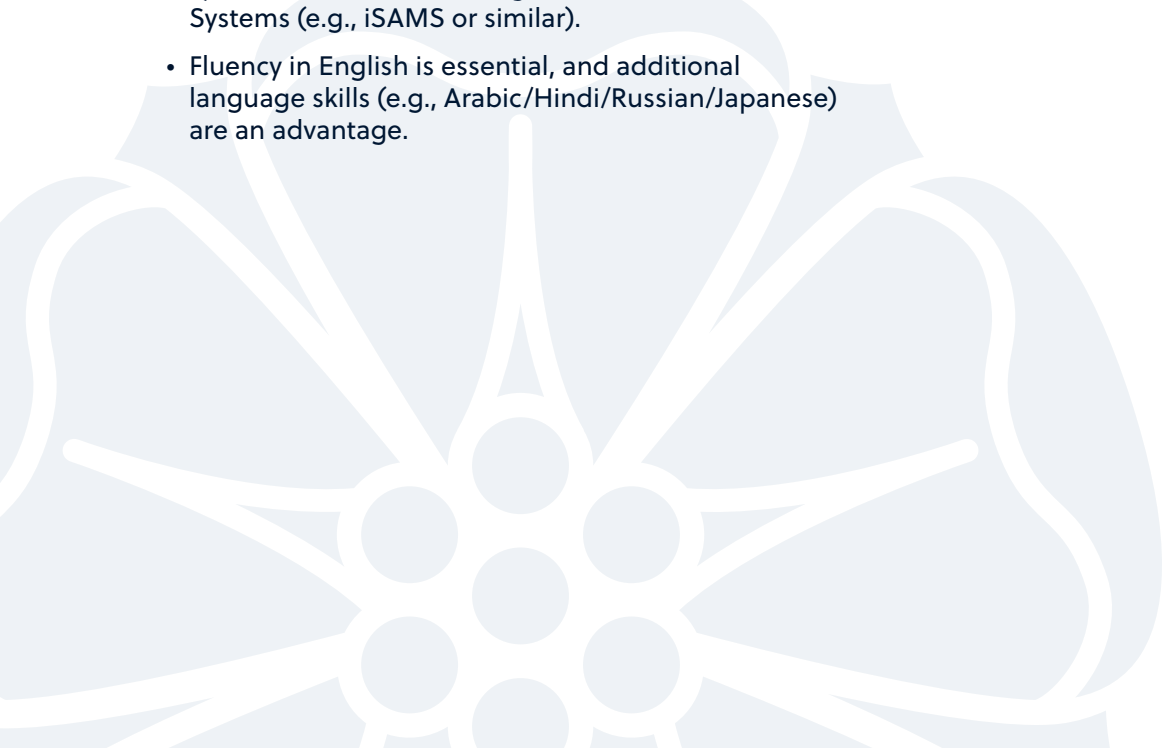 Systems (e.g., iSAMS or similar).
• Fluency in English is essential, and additional
language skills (e.g., Arabic/Hindi/Russian/Japanese)
are an advantage.